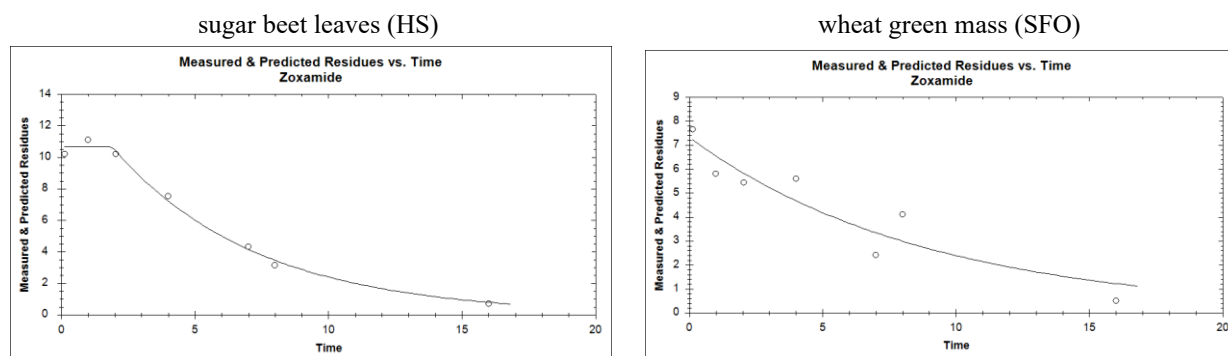 sugar beet leaves (HS)
Measured & Predicted Residues vs. Time
Zoxamide
Measured & Predicted Residues
14
12
10
8
6
4
2
0
0 5 10 15 20
Time
wheat green mass (SFO)
Measured & Predicted Residues vs. Time
Zoxamide
Measured & Predicted Residues
9
8
7
6
5
4
3
2
1
0
0 5 10 15 20
Time